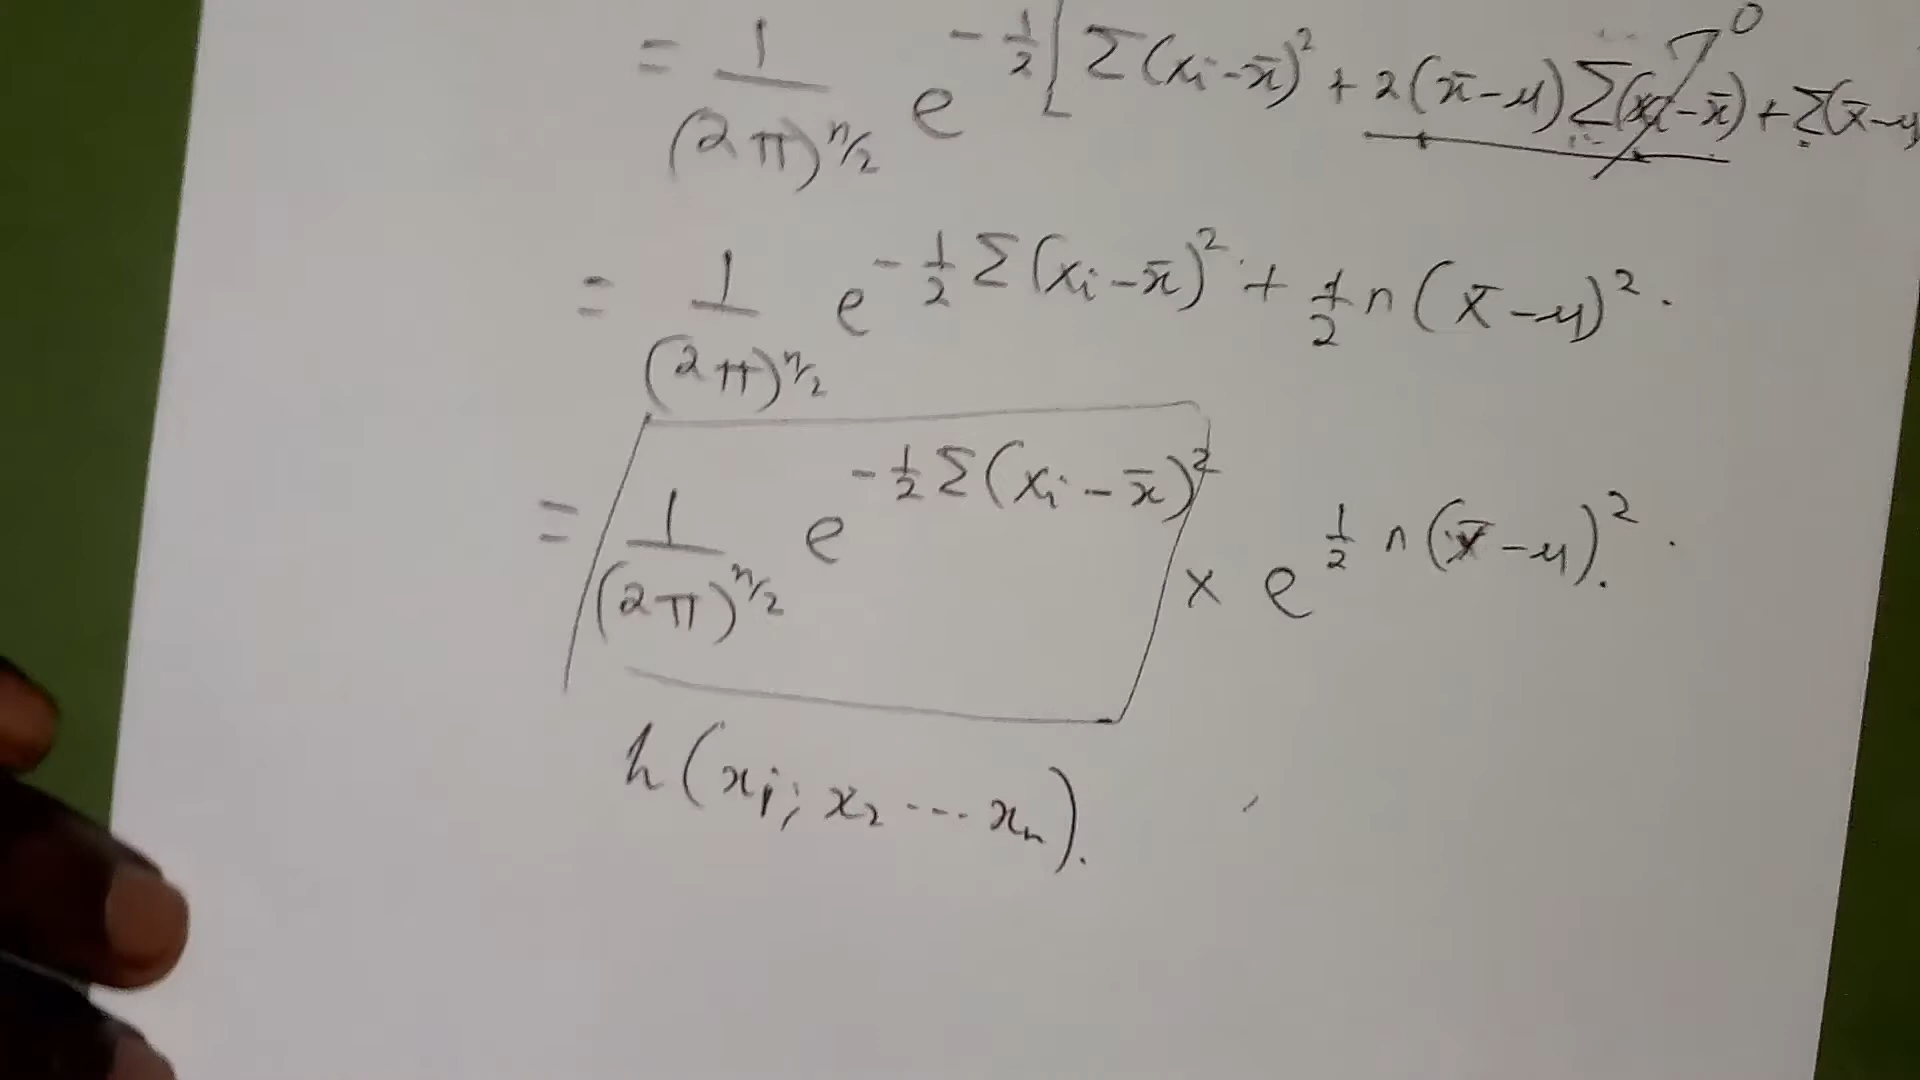 = 1/(2π)^n/2 e^-1/2[Σ(xi-x̄)² + 2(x̄-μ)Σ(xi-x̄) + Σ(x̄-μ 0
= 1/(2π)^n/2 e^-1/2 Σ(xi-x̄)² + 1/2 n(x̄-μ)².
= 1/(2π)^n/2 e^-1/2 Σ(xi-x̄)² x e^1/2 n(x̄-μ)².
h(x1; x2 ... xn).